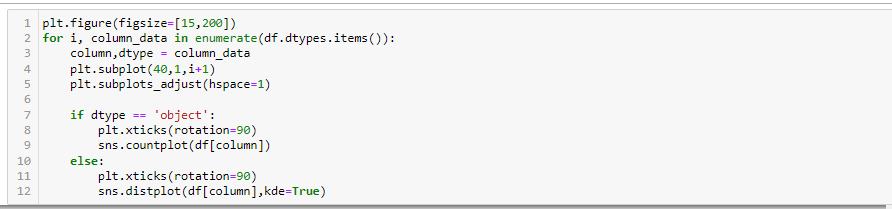 1 plt.figure(figsize=[15,200])
2 for i, column_data in enumerate(df.dtypes.items()):
3     column,dtype = column_data
4     plt.subplot(40,1,i+1)
5     plt.subplots_adjust(hspace=1)
6
7     if dtype == 'object':
8         plt.xticks(rotation=90)
9         sns.countplot(df[column])
10     else:
11         plt.xticks(rotation=90)
12         sns.distplot(df[column],kde=True)